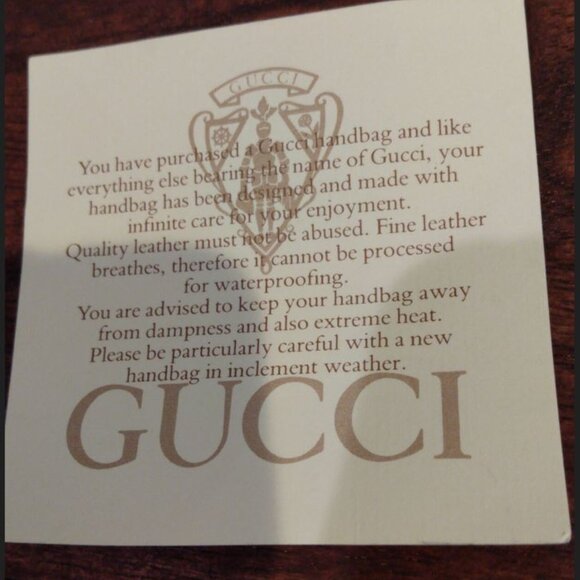 GUCCI
You have purchased a Gucci handbag and like
everything else bearing the name of Gucci, your
handbag has been designed and made with
infinite care for your enjoyment.
Quality leather must not be abused. Fine leather
breathes, therefore it cannot be processed
for waterproofing.
You are advised to keep your handbag away
from dampness and also extreme heat.
Please be particularly careful with a new
handbag in inclement weather.
GUCCI